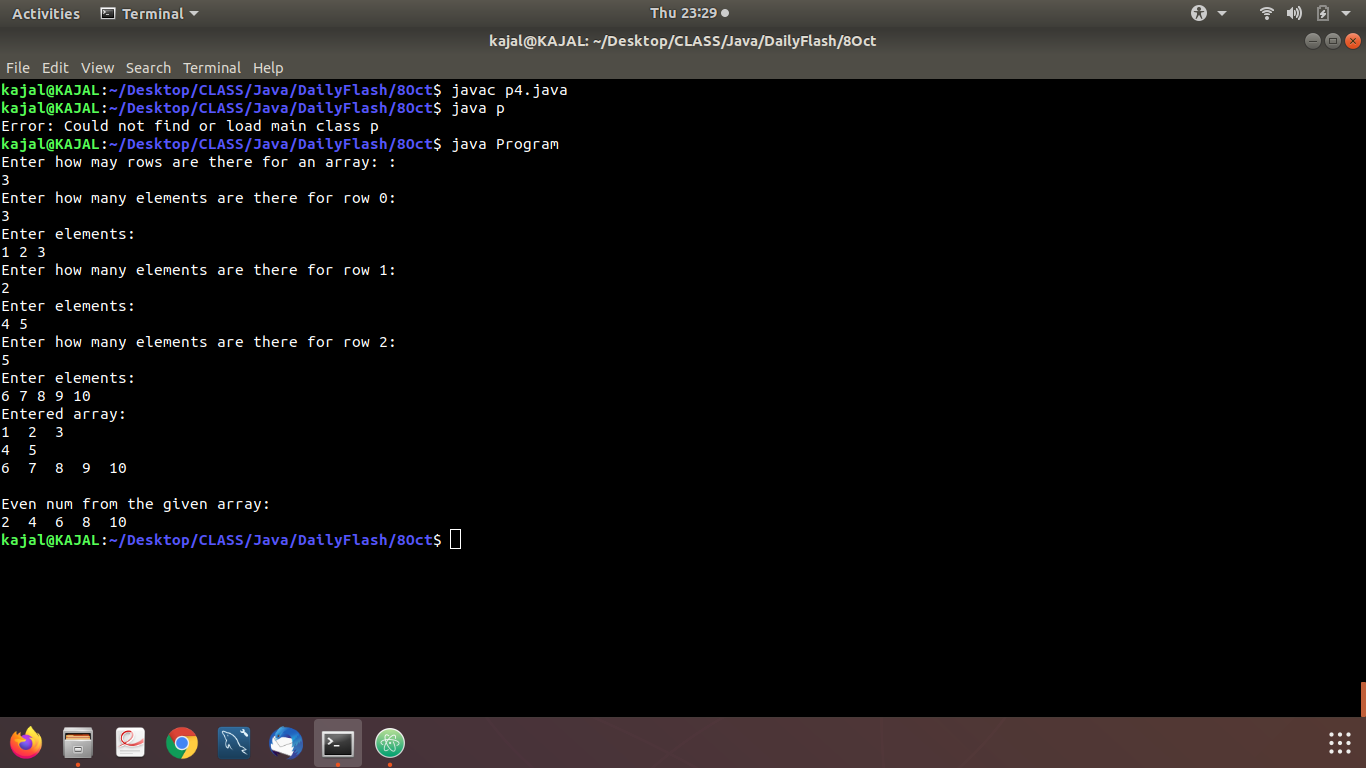 Activities Terminal Thu 23:29
kajal@KAJAL: ~/Desktop/CLASS/Java/DailyFlash/8Oct
File Edit View Search Terminal Help
kajal@KAJAL:~/Desktop/CLASS/Java/DailyFlash/8Oct$ javac p4.java
kajal@KAJAL:~/Desktop/CLASS/Java/DailyFlash/8Oct$ java p
Error: Could not find or load main class p
kajal@KAJAL:~/Desktop/CLASS/Java/DailyFlash/8Oct$ java Program
Enter how may rows are there for an array: :
3
Enter how many elements are there for row 0:
3
Enter elements:
1 2 3
Enter how many elements are there for row 1:
2
Enter elements:
4 5
Enter how many elements are there for row 2:
5
Enter elements:
6 7 8 9 10
Entered array:
1  2  3
4  5
6  7  8  9  10
Even num from the given array:
2  4  6  8  10
kajal@KAJAL:~/Desktop/CLASS/Java/DailyFlash/8Oct$